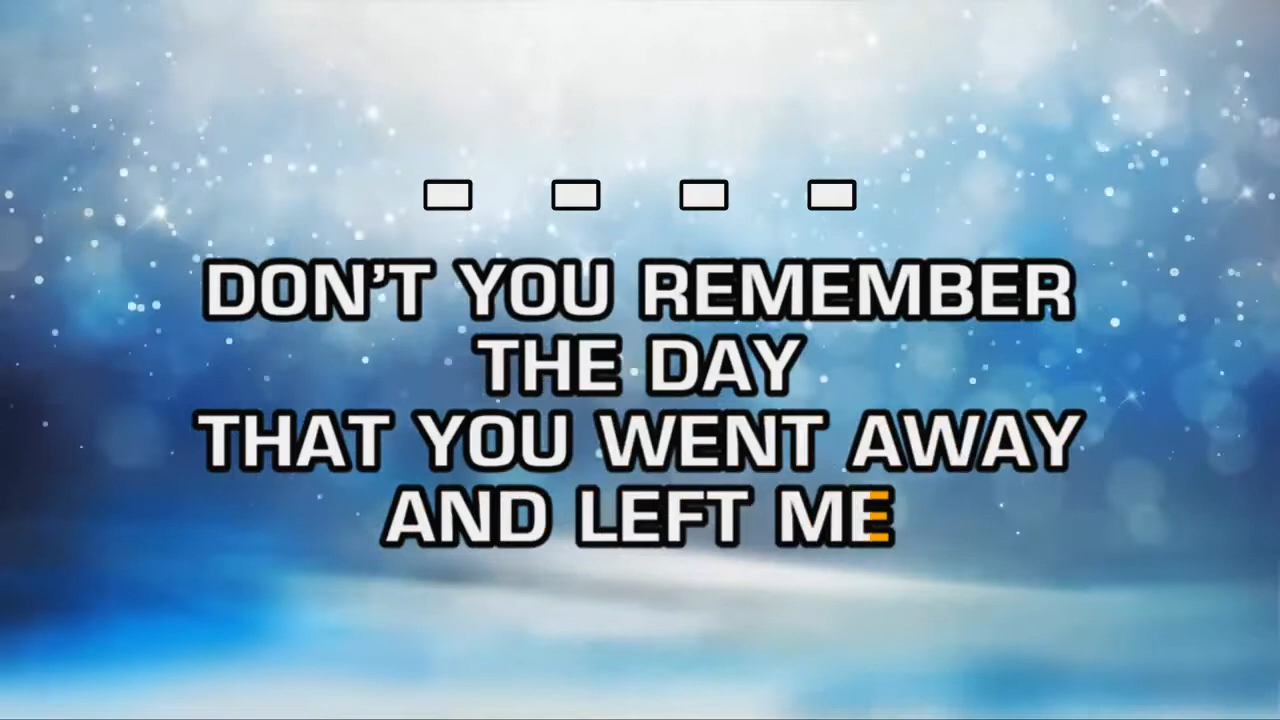 DON'T YOU REMEMBER
THE DAY
THAT YOU WENT AWAY
AND LEFT ME